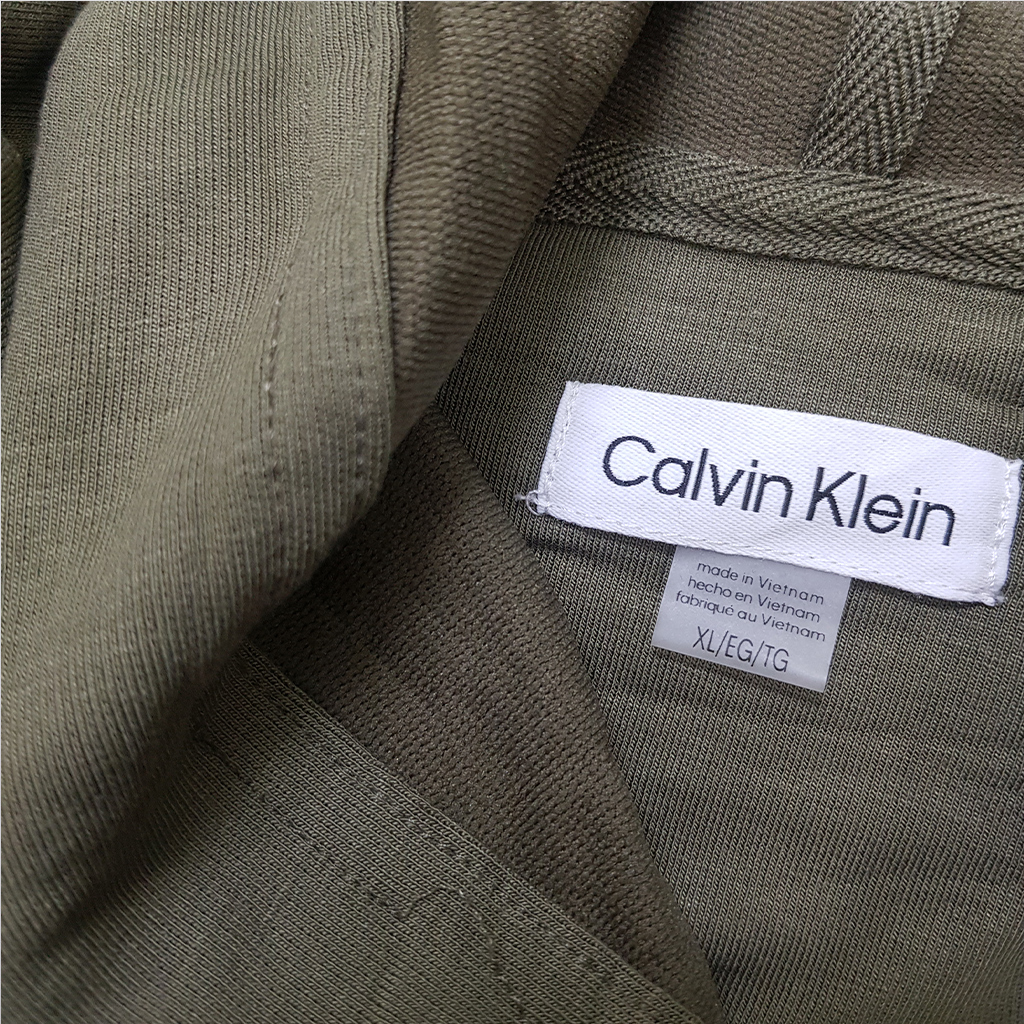 Calvin Klein
made in Vietnam
hecho en Vietnam
fabriqué au Vietnam
XL/EG/TG